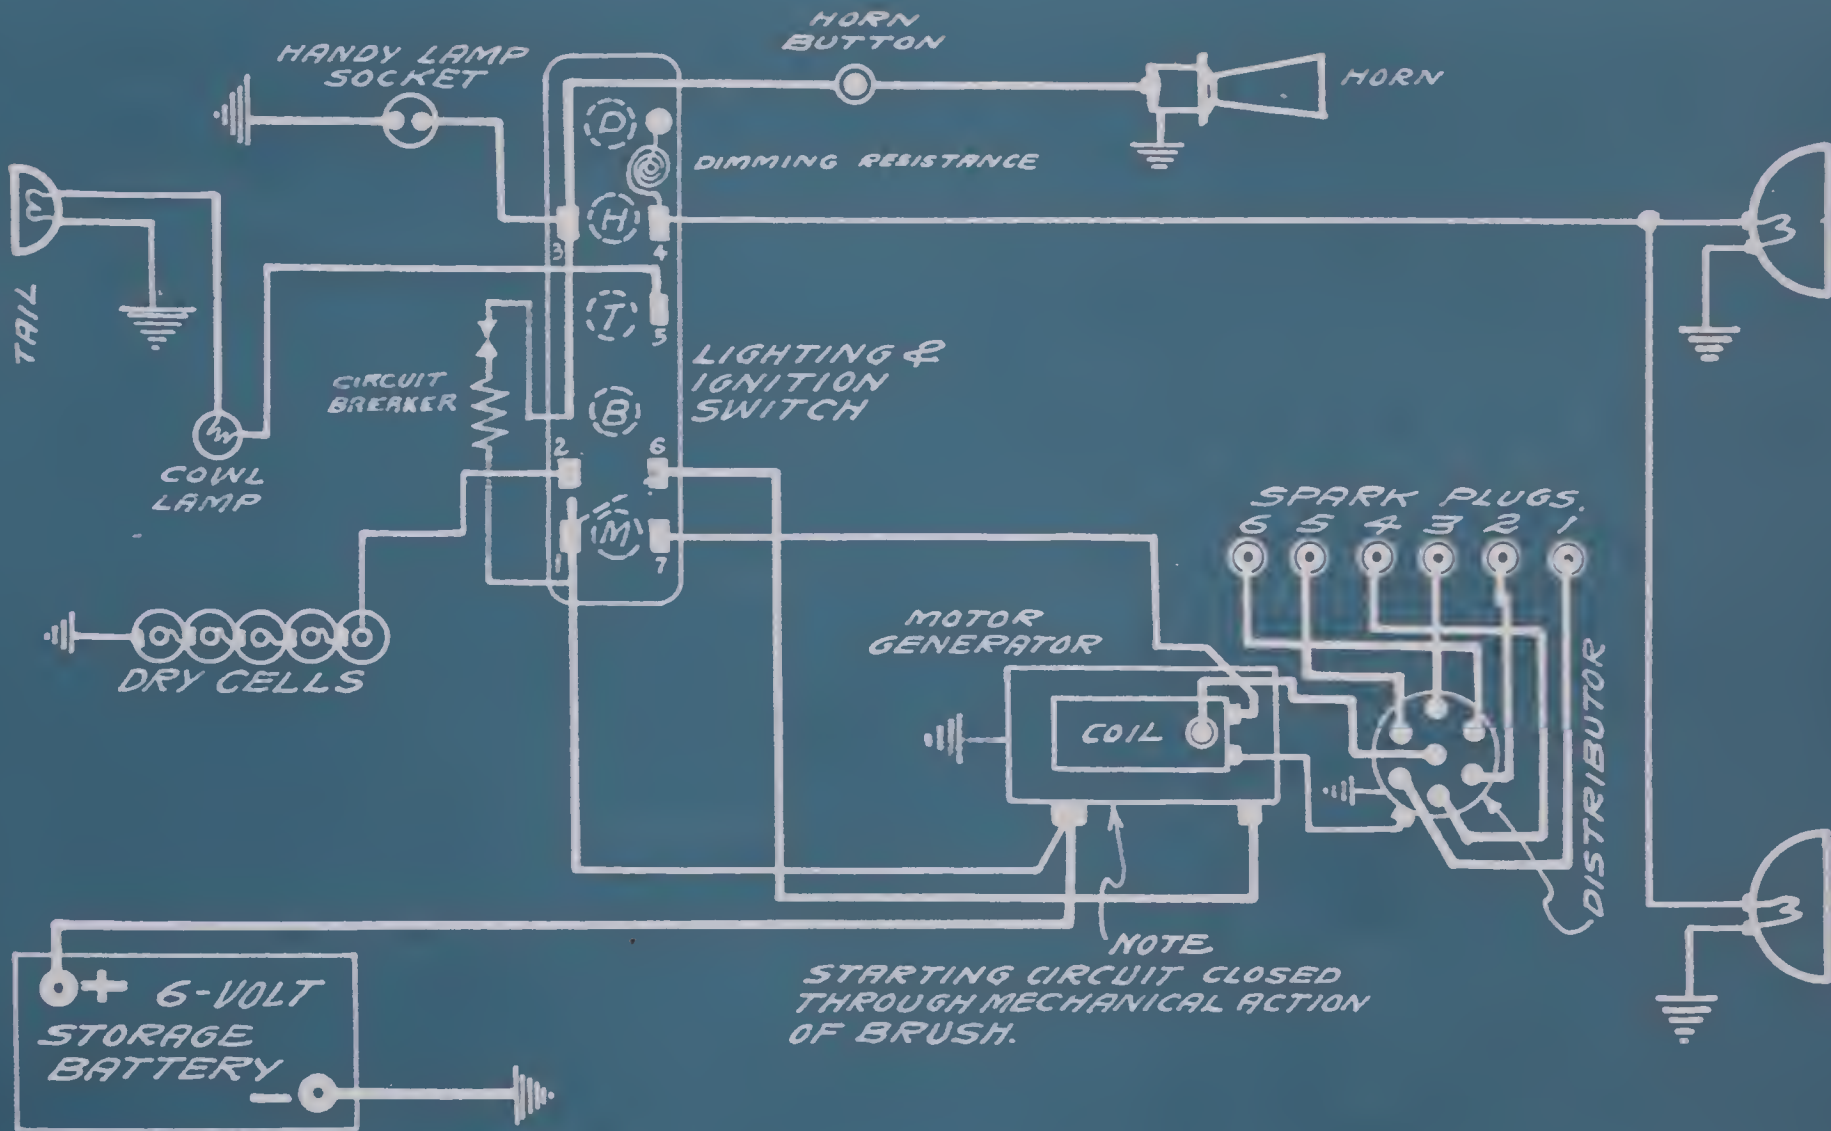 HORN
BUTTON
HANDY LAMP
SOCKET
HORN
D
DIMMING RESISTANCE
H
3
4
TAIL
T
5
LIGHTING &
IGNITION
SWITCH
CIRCUIT
BREAKER
B
2
6
COWL
LAMP
SPARK PLUGS.
6 5 4 3 2 1
M
1
7
MOTOR
GENERATOR
DRY CELLS
COIL
DISTRIBUTOR
NOTE
STARTING CIRCUIT CLOSED
THROUGH MECHANICAL ACTION
OF BRUSH.
+ 6-VOLT
STORAGE
BATTERY
-